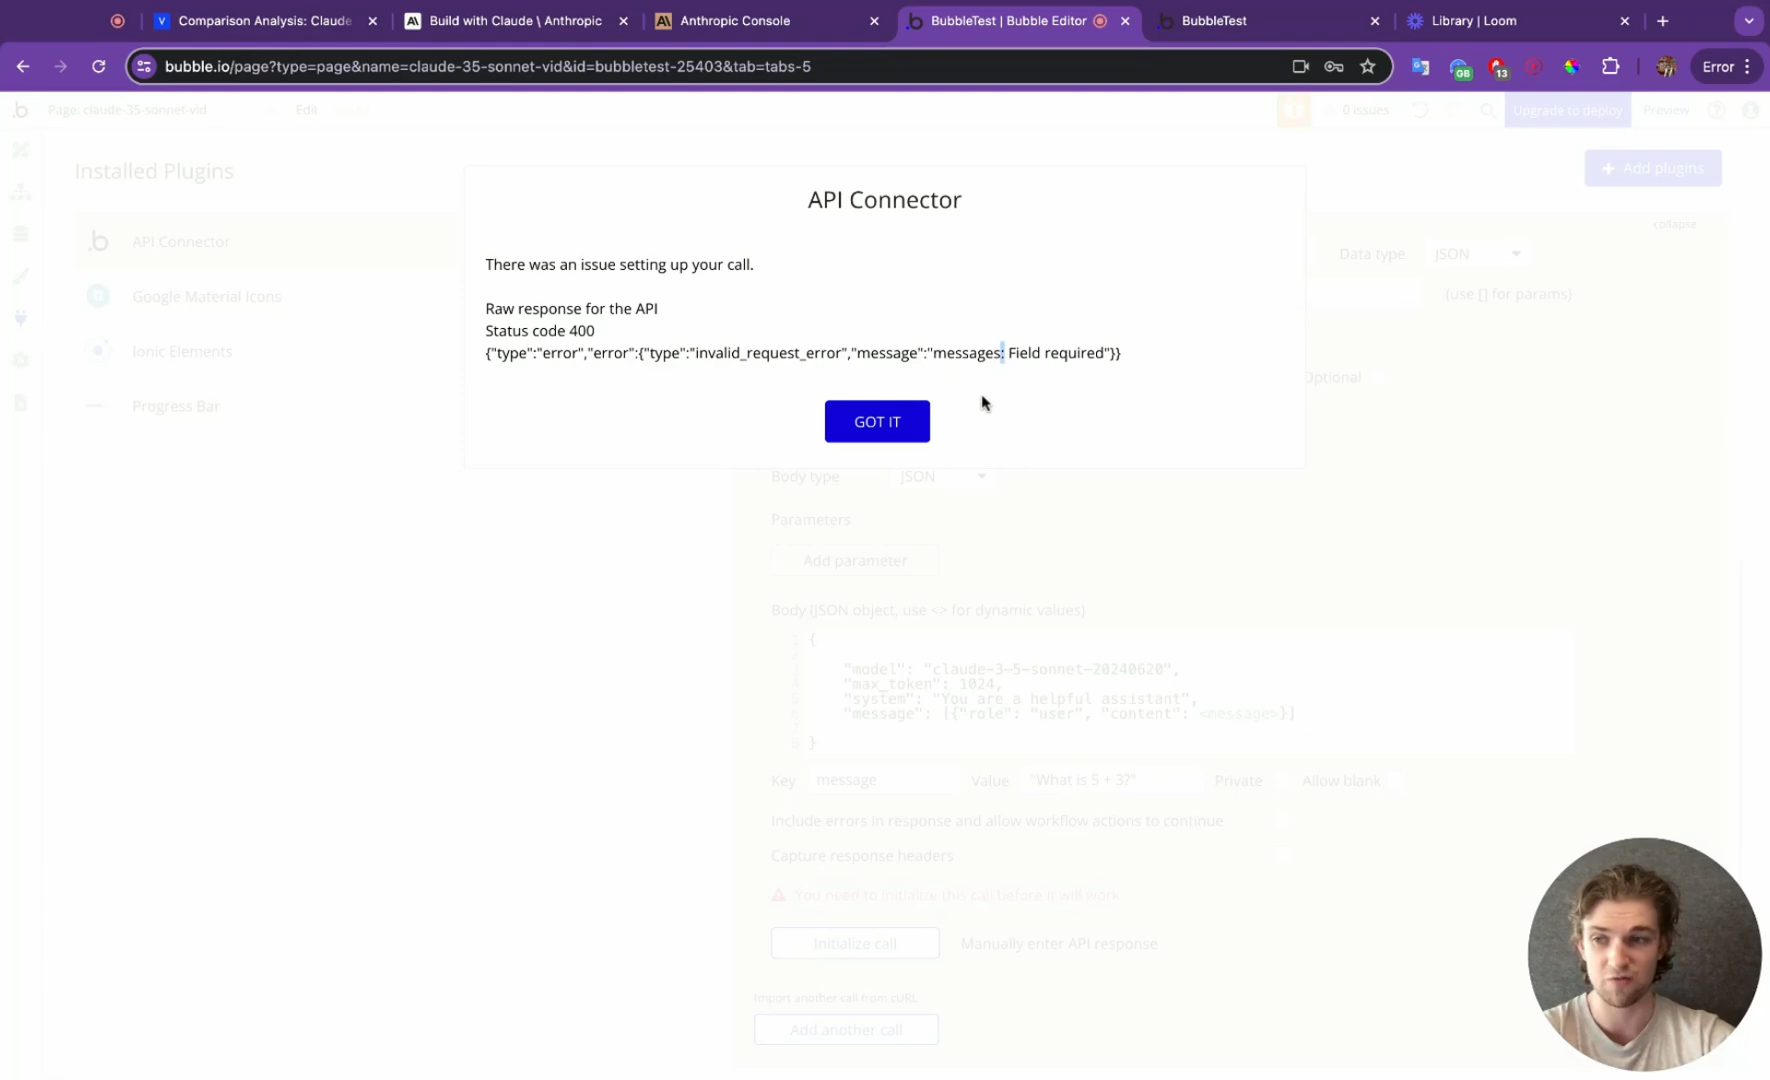 Comparison Analysis: Claude
Build with Claude \ Anthropic
Anthropic Console
BubbleTest | Bubble Editor
BubbleTest
Library | Loom
bubble.io/page?type=page&name=claude-35-sonnet-vid&id=bubbletest-25403&tab=tabs-5
GB
13
Error
Page: claude-35-sonnet-vid
Edit
0 issues
Upgrade to deploy
Preview
Installed Plugins
Add plugins
API Connector
collapse
There was an issue setting up your call.
Raw response for the API
Status code 400
{"type":"error","error":{"type":"invalid_request_error","message":"messages: Field required"}}
GOT IT
API Connector
Google Material Icons
Ionic Elements
Progress Bar
Data type
JSON
(use [] for params)
Optional
Body type
JSON
Parameters
Add parameter
Body (JSON object, use <> for dynamic values)
{
"model": "claude-3-5-sonnet-20240620",
"max_token": 1024,
"system": "You are a helpful assistant",
"message": [{"role": "user", "content": <message>}]
}
Key
message
Value
"What is 5 + 3?"
Private
Allow blank
Include errors in response and allow workflow actions to continue
Capture response headers
You need to initialize this call before it will work
Initialize call
Manually enter API response
Import another call from cURL
Add another call